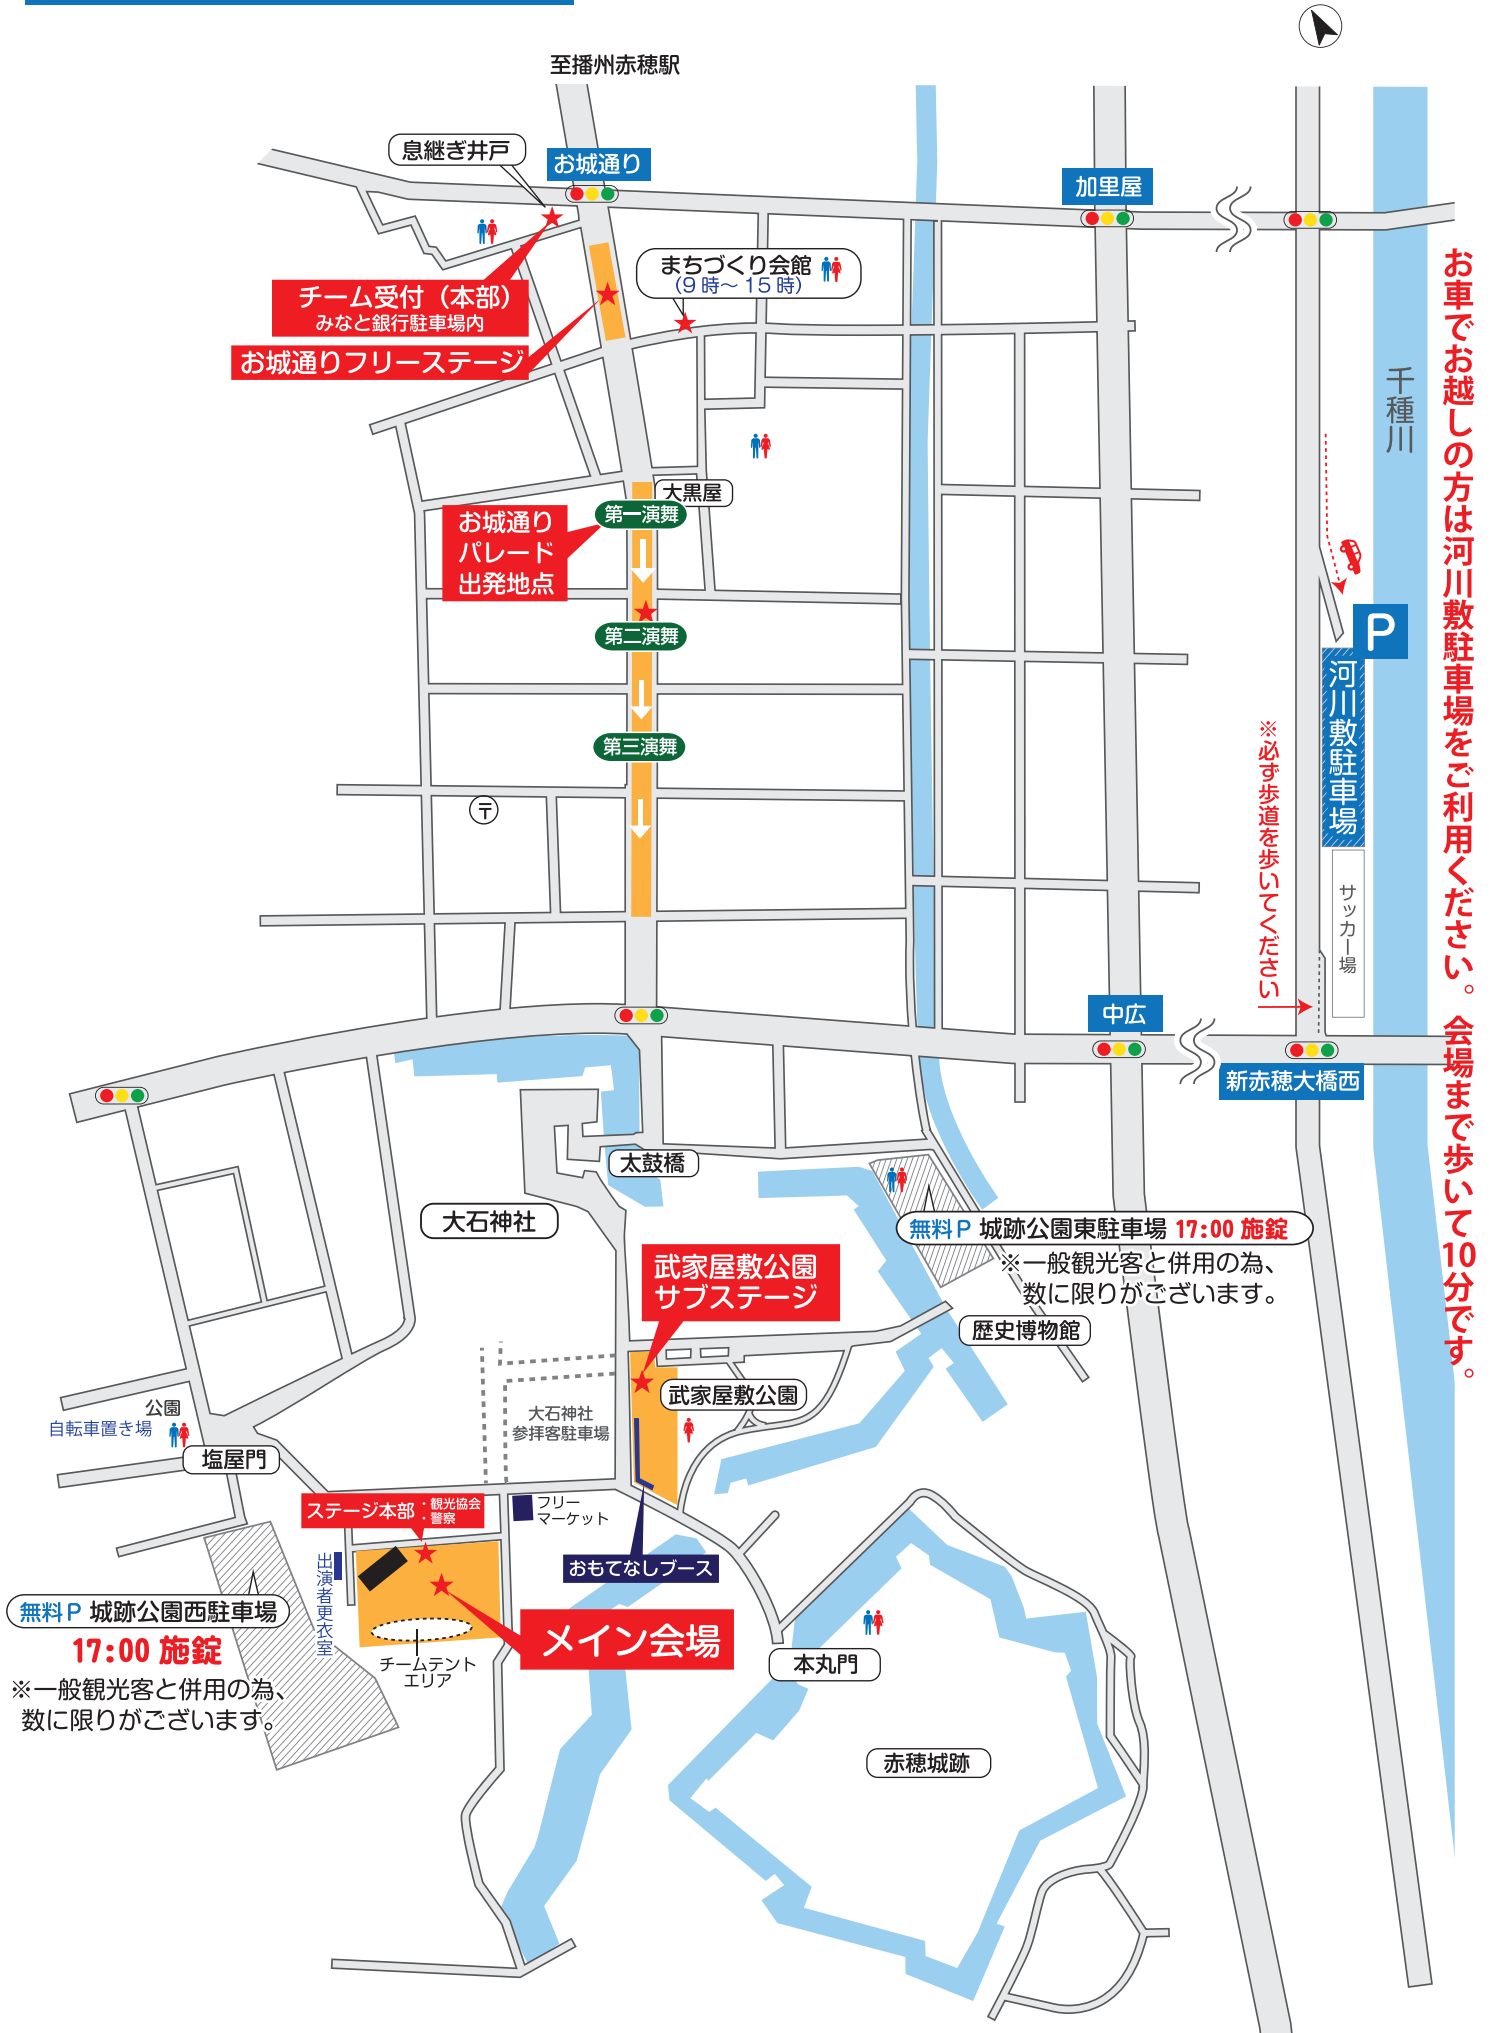 至播州赤穂駅
息継ぎ井戸
お城通り
加里屋
まちづくり会館
(9時～15時)
チーム受付（本部）
みなと銀行駐車場内
お城通りフリーステージ
千種川
お車でお越しの方は河川敷駐車場をご利用ください。会場まで歩いて10分です。
大黒屋
第一演舞
お城通り
パレード
出発地点
第二演舞
第三演舞
P
河川敷駐車場
※必ず歩道を歩いてください
サッカー場
〒
中広
新赤穂大橋西
太鼓橋
大石神社
無料P 城跡公園東駐車場 17:00 施錠
※一般観光客と併用の為、
数に限りがございます。
武家屋敷公園
サブステージ
歴史博物館
武家屋敷公園
大石神社
参拝客駐車場
公園
自転車置き場
塩屋門
ステージ本部
・観光協会
・警察
フリー
マーケット
おもてなしブース
出演者更衣室
無料P 城跡公園西駐車場
17:00 施錠
※一般観光客と併用の為、
数に限りがございます。
メイン会場
チームテント
エリア
本丸門
赤穂城跡